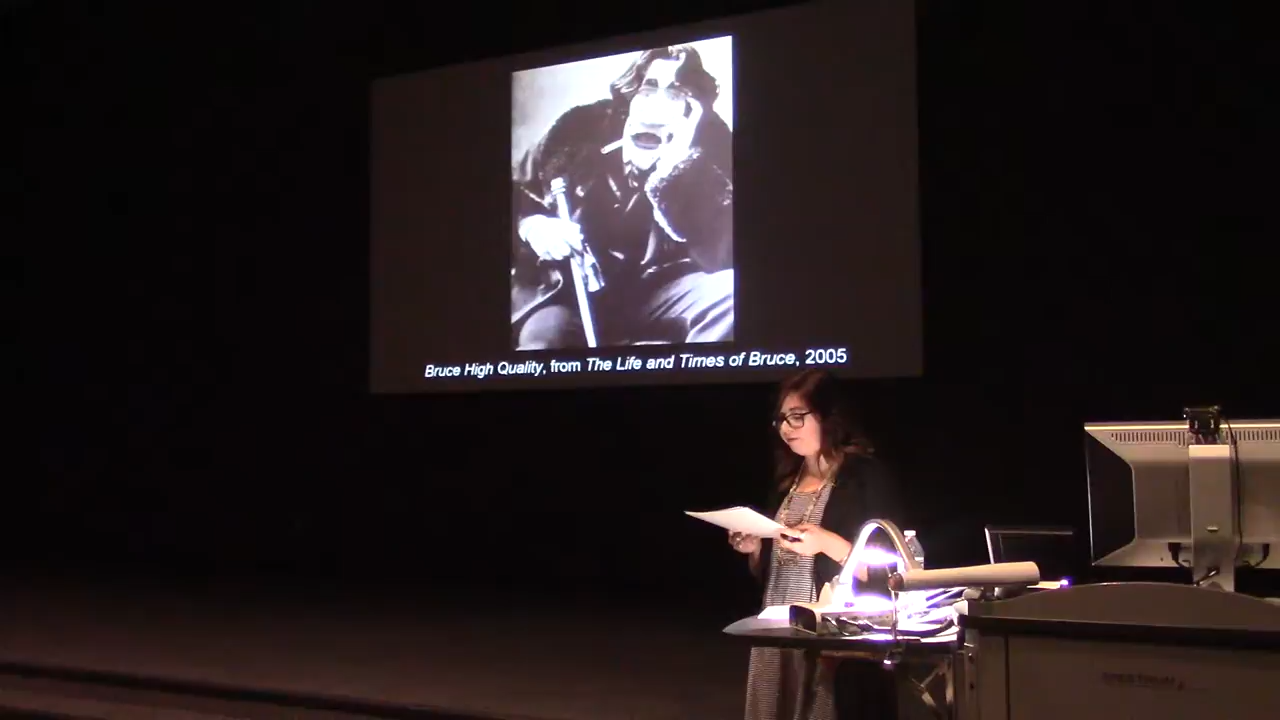 Bruce High Quality, from The Life and Times of Bruce, 2005